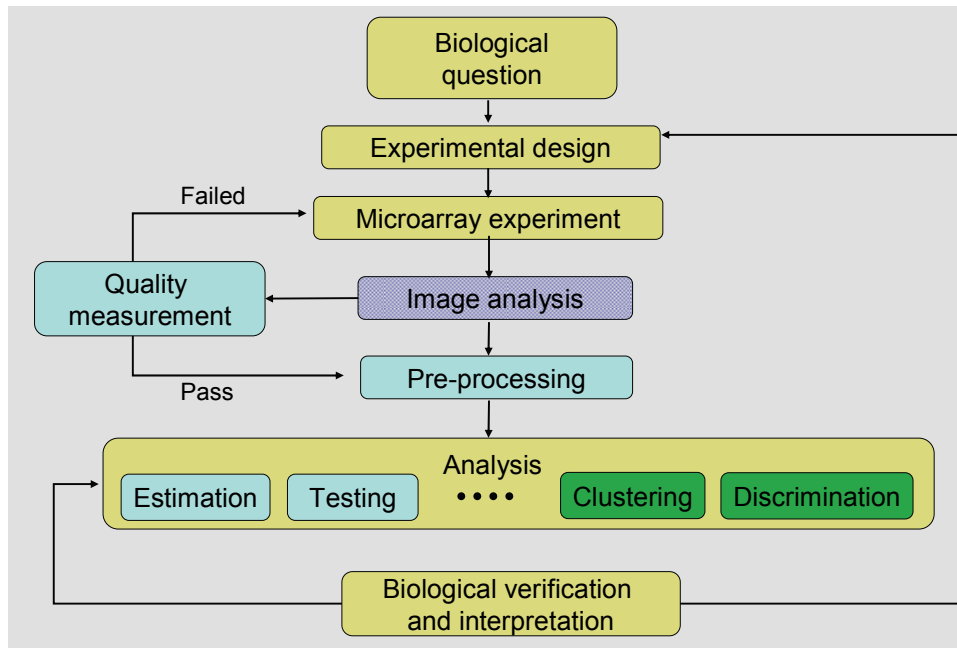 Biological
question
Experimental design
Failed
Microarray experiment
Quality
measurement
Image analysis
Pass
Pre-processing
Analysis
Estimation
Testing
••••
Clustering
Discrimination
Biological verification
and interpretation